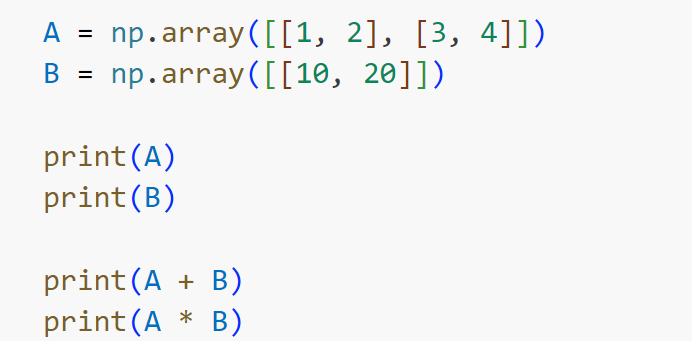 A = np.array([[1, 2], [3, 4]])
B = np.array([[10, 20]])
print(A)
print(B)
print(A + B)
print(A * B)